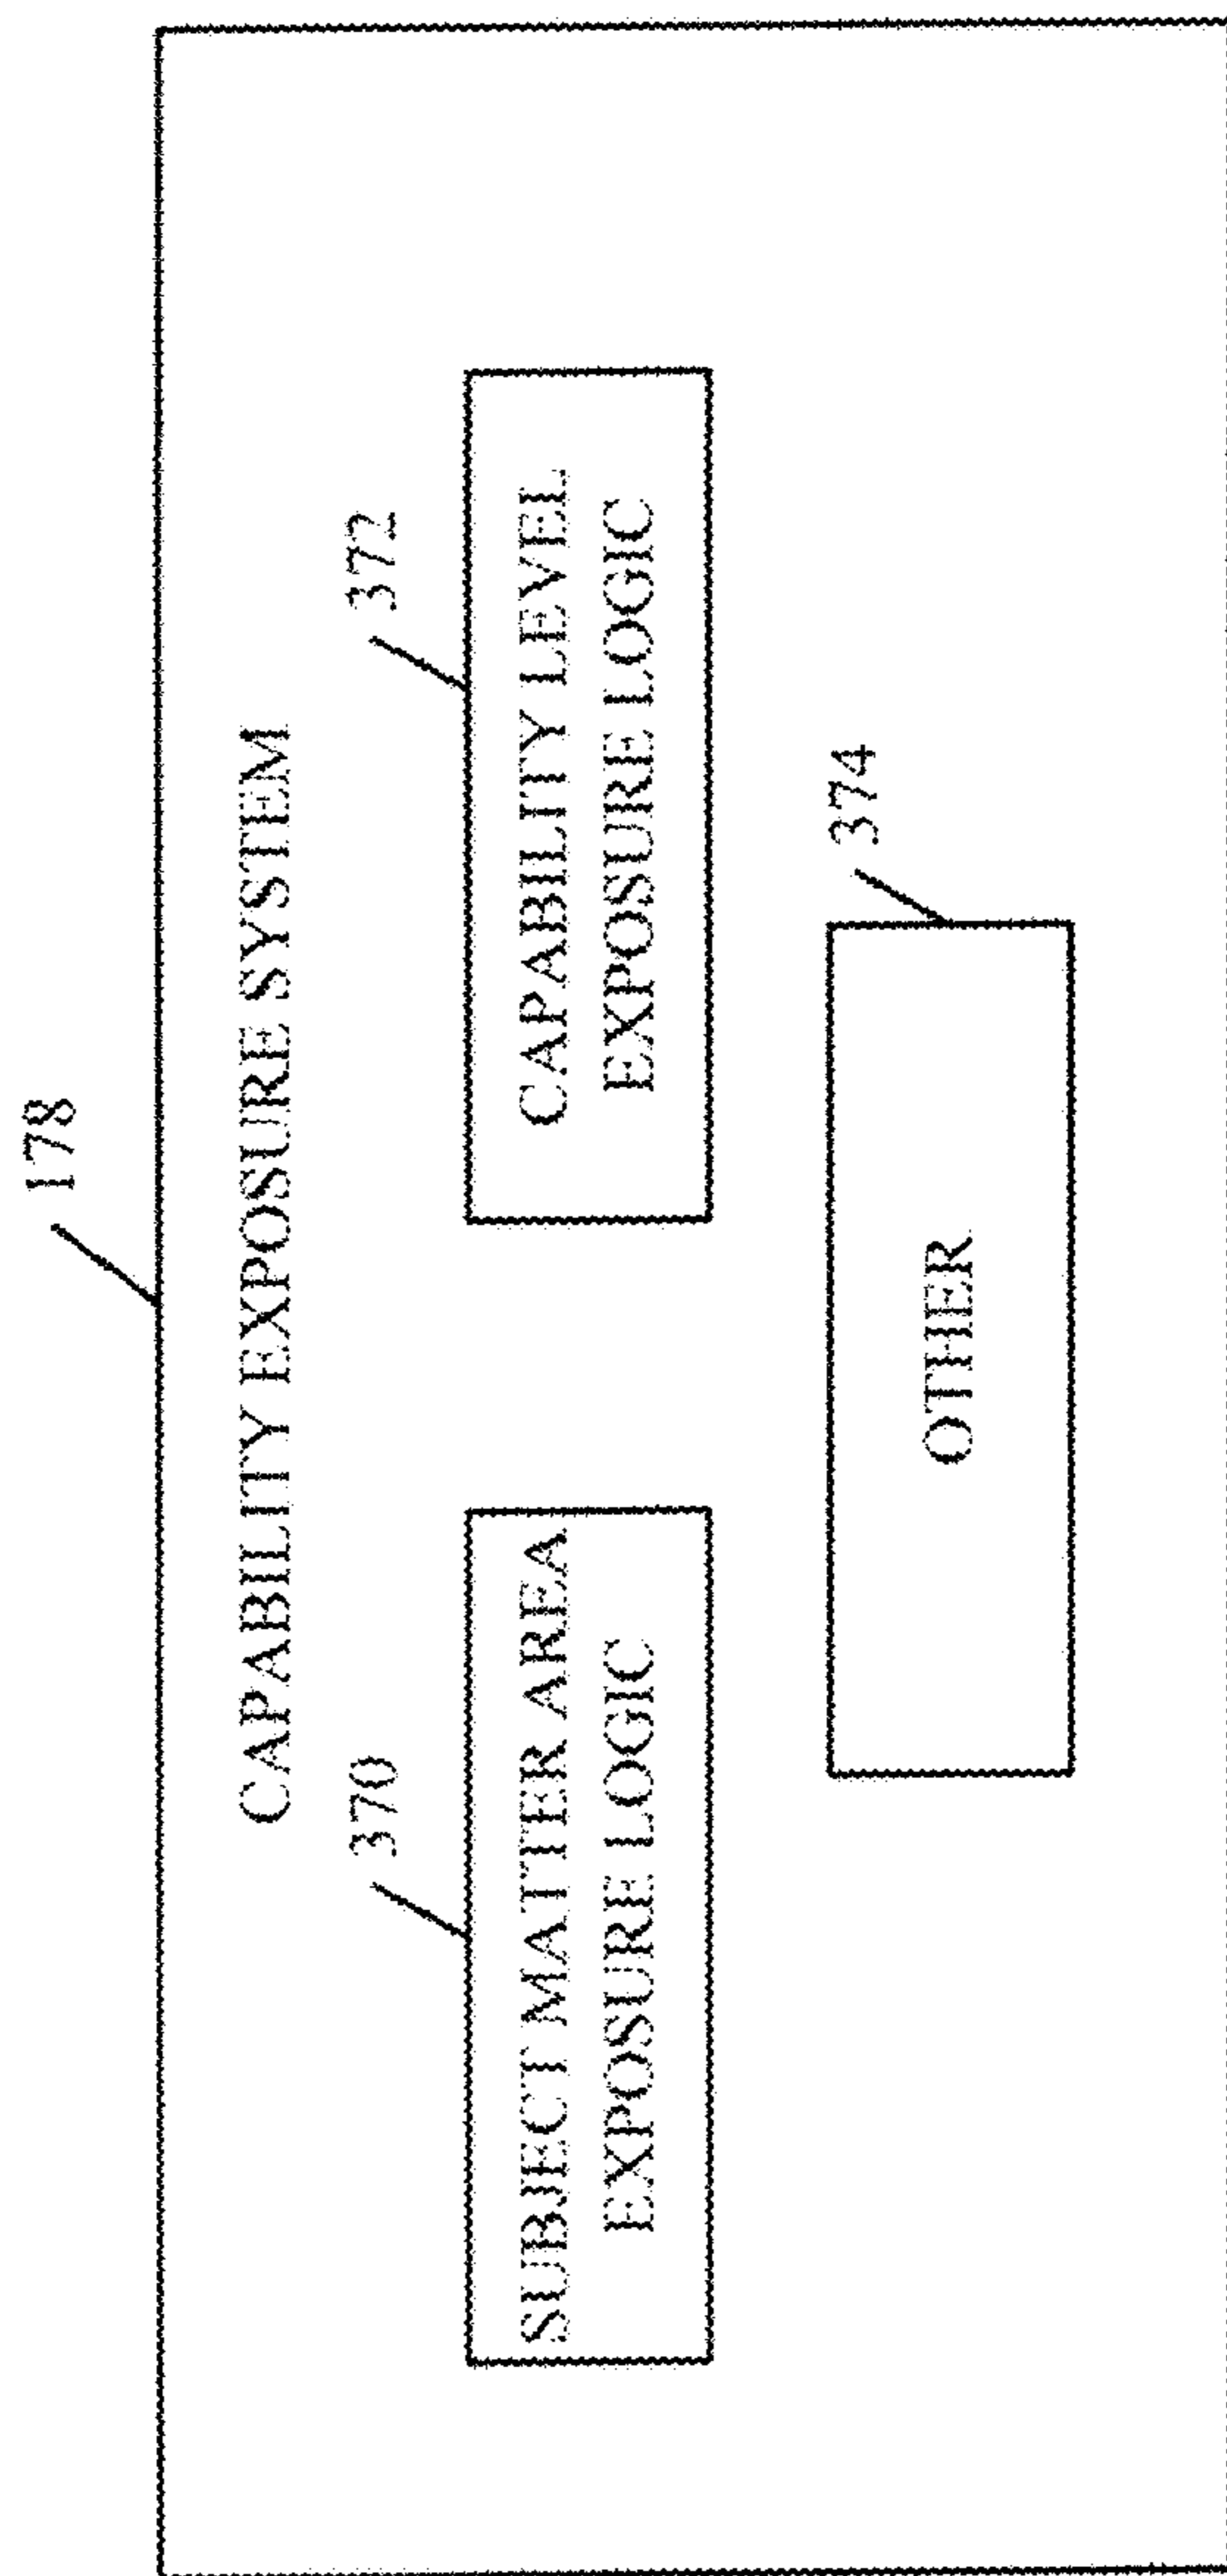 178
CAPABILITY EXPOSURE SYSTEM
370
372
SUBJECT MATTER AREA
EXPOSURE LOGIC
CAPABILITY LEVEL
EXPOSURE LOGIC
374
OTHER